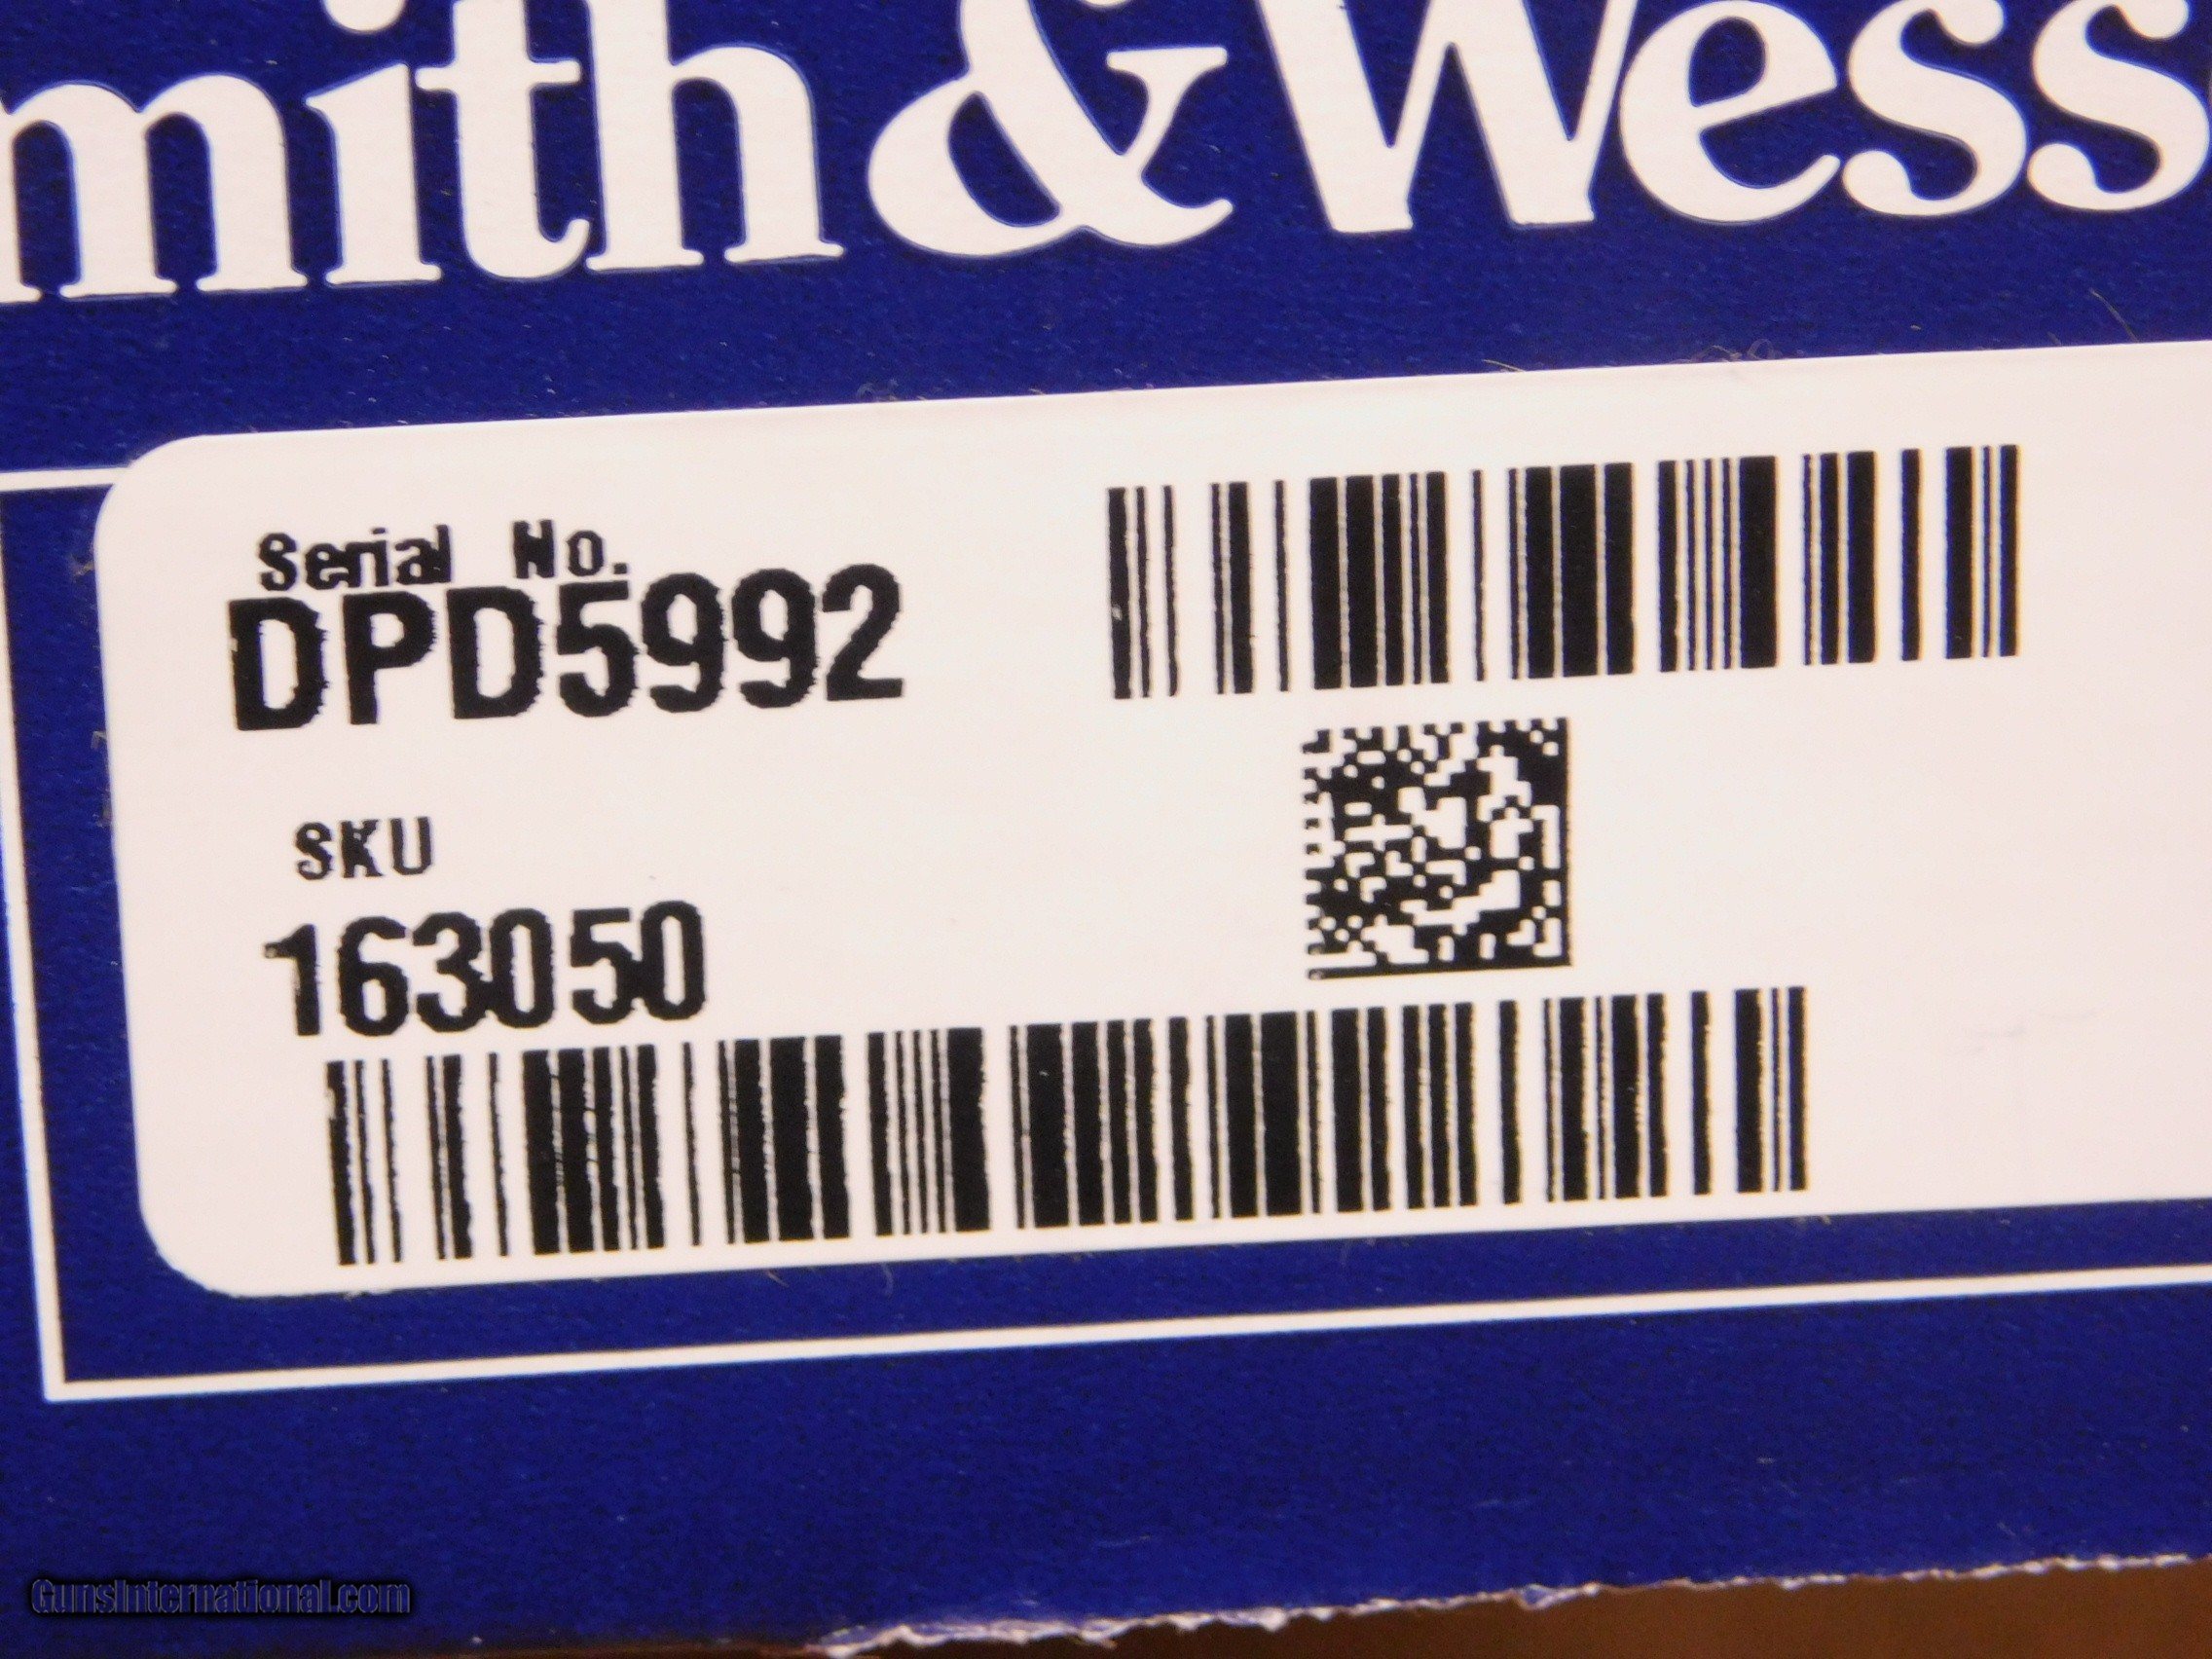 mith & Wess
Serial No.
DPD5992
SKU
163050
GunsInternational.com